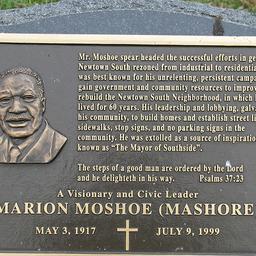 Mr. Moshoe spear headed the successful efforts in ge
Newtown South rezoned from industrial to residentia
was best known for his unrelenting, persistent campa
gain government and community resources to improv
rebuild the Newtown South Neighborhood, in which h
lived for 60 years. His leadership and lobbying, galv
his community, to build homes and establish street li
sidewalks, stop signs, and no parking signs in the
community. He was extolled as a source of inspiration
known as "The Mayor of Southside".
The steps of a good man are ordered by the Lord
and he delighteth in his way. Psalms 37:23
A Visionary and Civic Leader
MARION MOSHOE (MASHORE
MAY 3, 1917 JULY 9, 1999